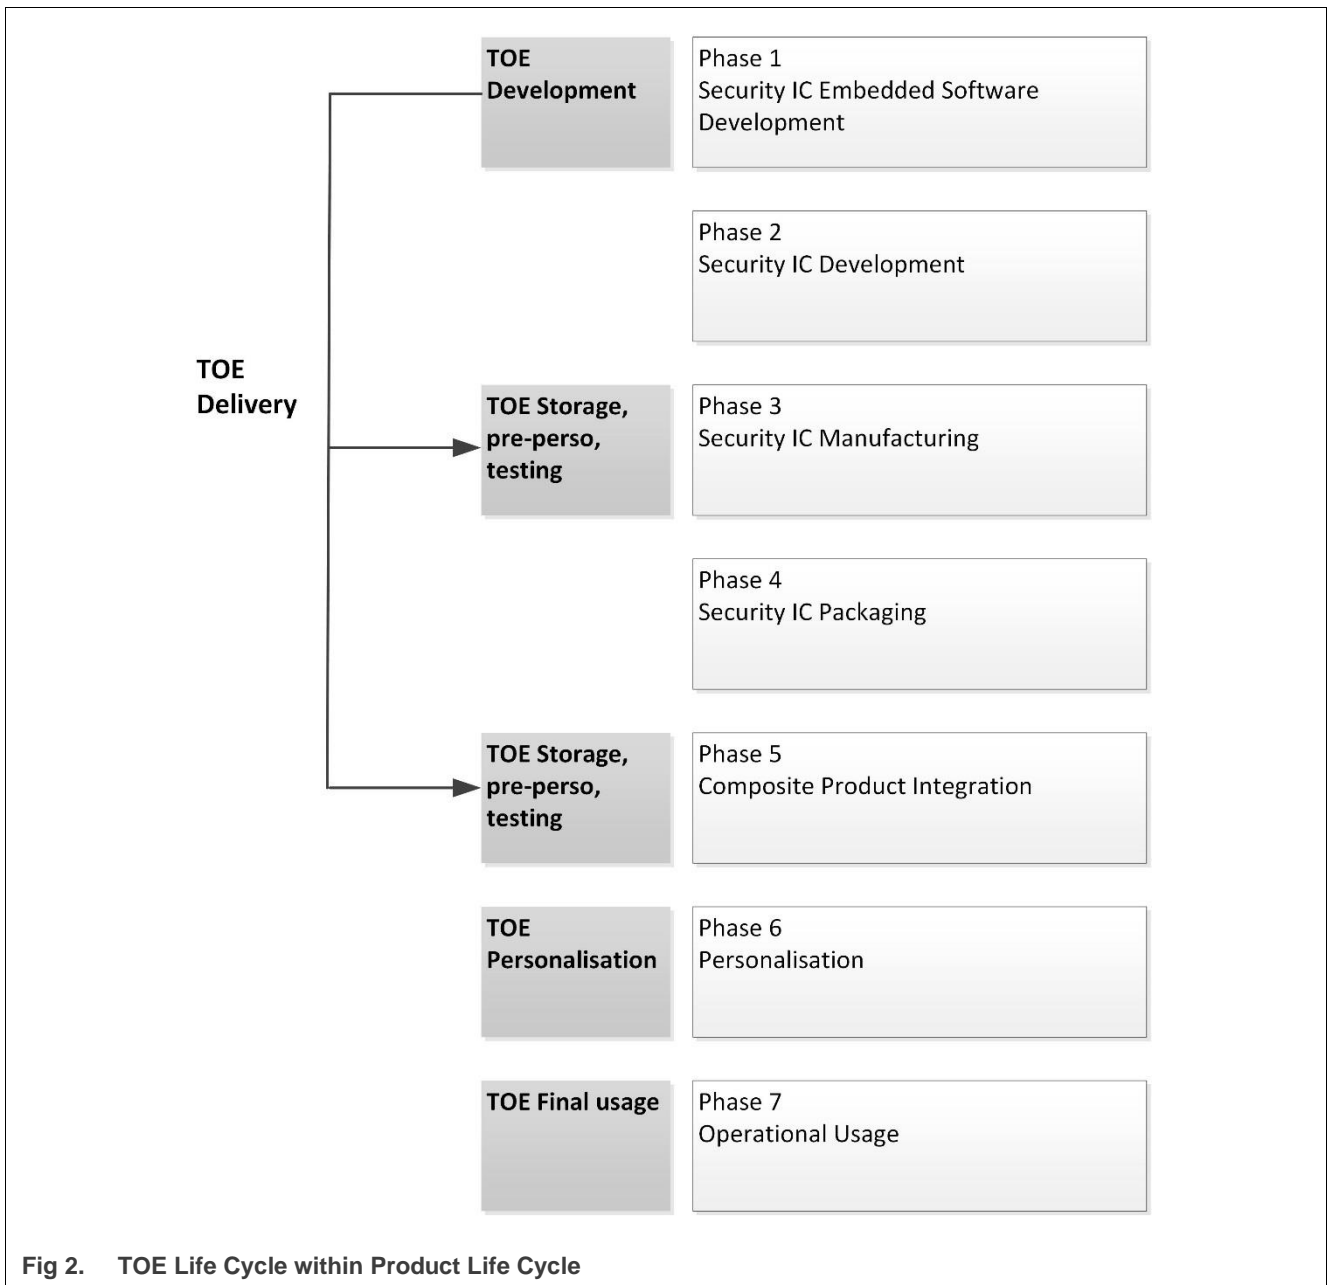 TOE
Development
Phase 1
Security IC Embedded Software
Development
Phase 2
Security IC Development
TOE
Delivery
TOE Storage,
pre-perso,
testing
Phase 3
Security IC Manufacturing
Phase 4
Security IC Packaging
TOE Storage,
pre-perso,
testing
Phase 5
Composite Product Integration
TOE
Personalisation
Phase 6
Personalisation
TOE Final usage
Phase 7
Operational Usage
Fig 2. TOE Life Cycle within Product Life Cycle